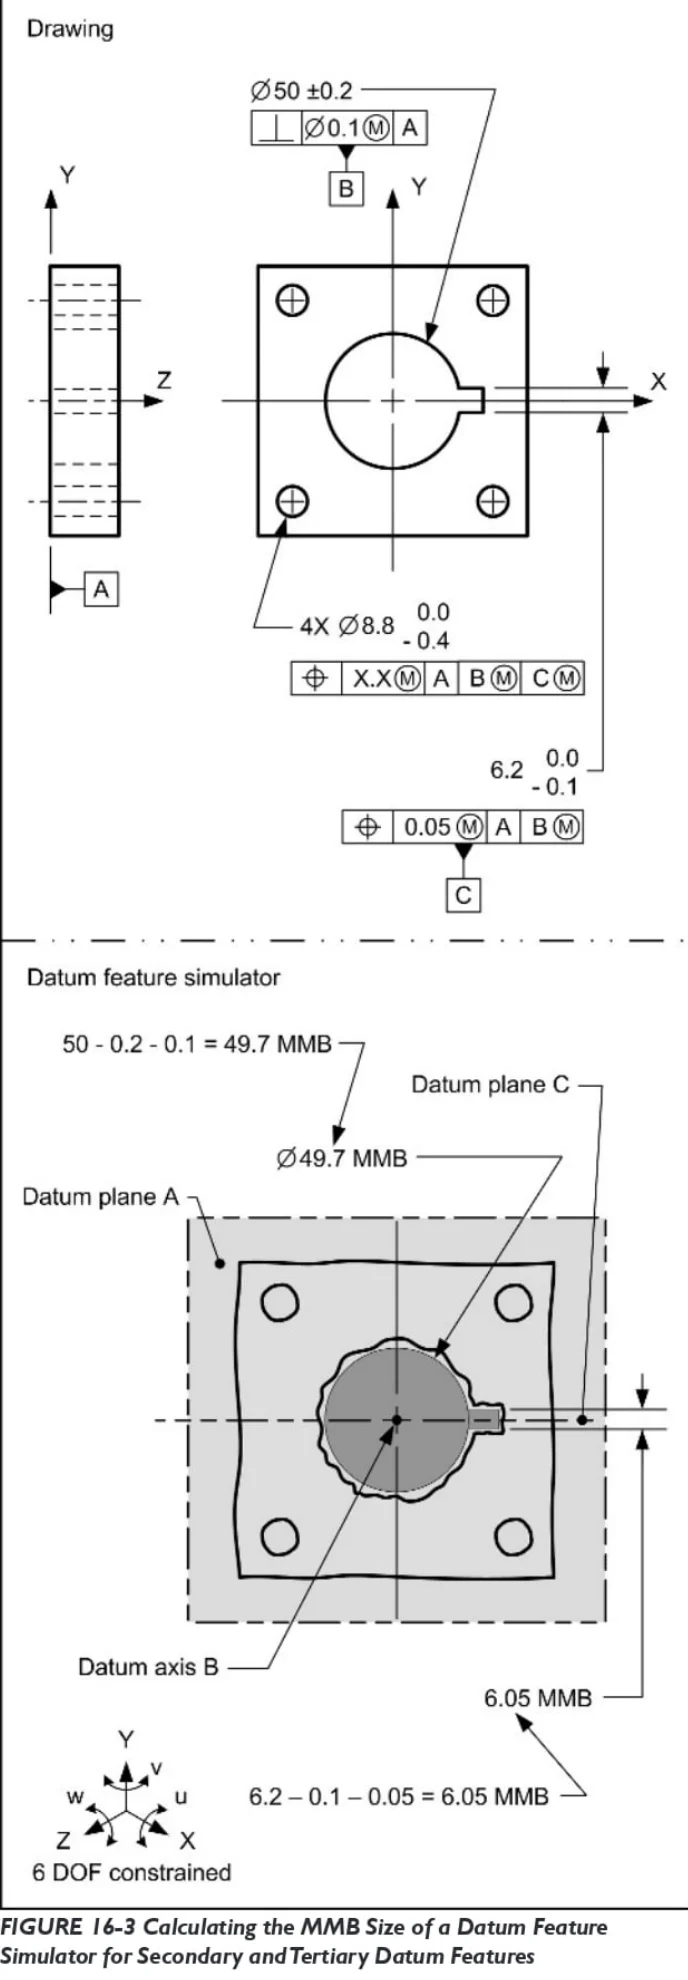 Drawing
Ø50 ±0.2
⊥ Ø0.1Ⓜ A
B
Y
Y
Z
X
A
4X Ø8.8 0.0
- 0.4
⌖ X.XⓂ A BⓂ CⓂ
6.2 0.0
- 0.1
⌖ 0.05Ⓜ A BⓂ
C
Datum feature simulator
50 - 0.2 - 0.1 = 49.7 MMB
Datum plane C
Ø49.7 MMB
Datum plane A
Datum axis B
6.05 MMB
Y
v
w
u
6.2 – 0.1 – 0.05 = 6.05 MMB
Z
X
6 DOF constrained
FIGURE 16-3 Calculating the MMB Size of a Datum Feature
Simulator for Secondary and Tertiary Datum Features